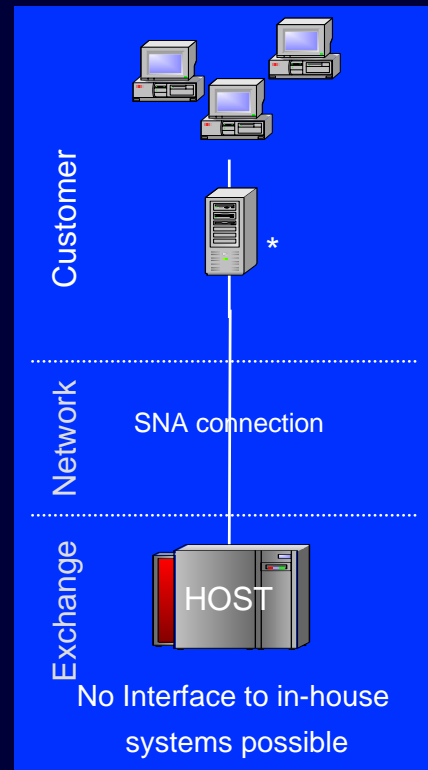 Customer
*
Network
SNA connection
Exchange
HOST
No Interface to in-house
systems possible